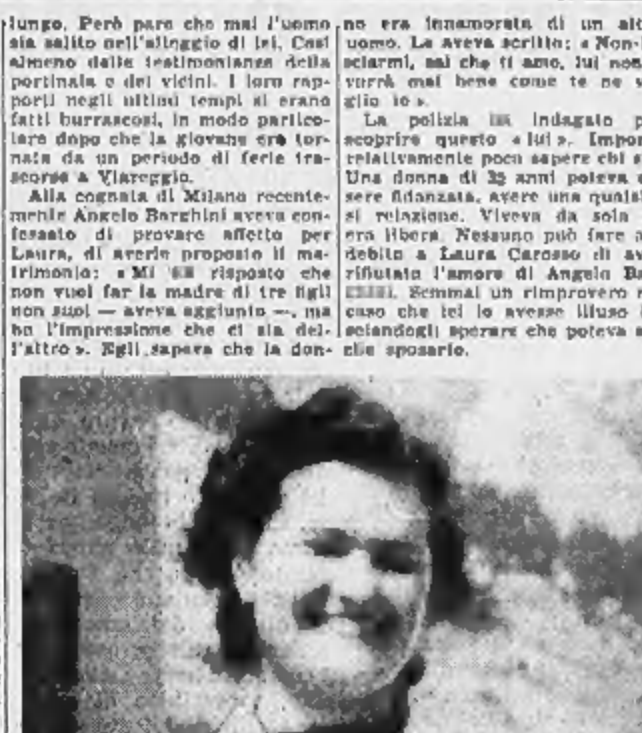 lungo. Però pare che mai l'uomo
sia salito nell'alloggio di lei. Così
almeno dalle testimonianze della
portinaia e dei vicini. I loro rap-
porti negli ultimi tempi si erano
fatti burrascosi, in modo partico-
lare dopo che la giovane era tor-
nata da un periodo di ferie tra-
scorse a Viareggio.
Alla cognata di Milano recente-
mente Angelo Barghini aveva con-
fessato di provare affetto per
Laura, di averle proposto il ma-
trimonio: « Mi ha risposto che
non vuol far la madre di tre figli
non suoi — aveva aggiunto —, ma
ho l'impressione che ci sia del-
l'altro ». Egli sapeva che la don-
na era innamorata di un
uomo. Le aveva scritto: « Non
sciarmi, sai che ti amo, lui non
vorrà mai bene come te ne
glio io ».
La polizia ha indagato
scoprire questo « lui ». Impor
relativamente poco sapere chi
Una donna di 35 anni poteva
sere fidanzata, avere una
si relazione. Viveva da sola
era libera. Nessuno può fare
debito a Laura Carosso di av
rifiutato l'amore di Angelo
Semmai un rimprovero
caso che lei lo avesse illuso
sciandogli sperare che poteva
che sposarlo.